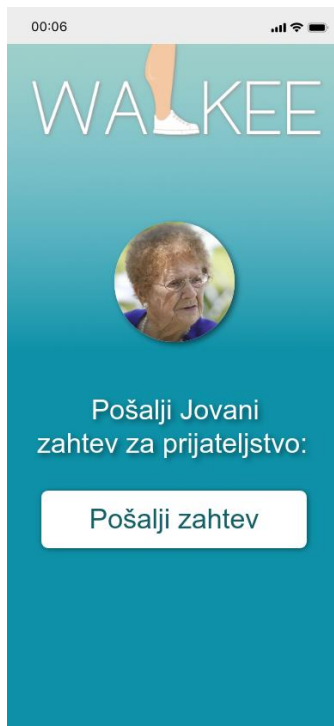 00:06
WALKEE
Pošalji Jovani
zahtev za prijateljstvo:
Pošalji zahtev